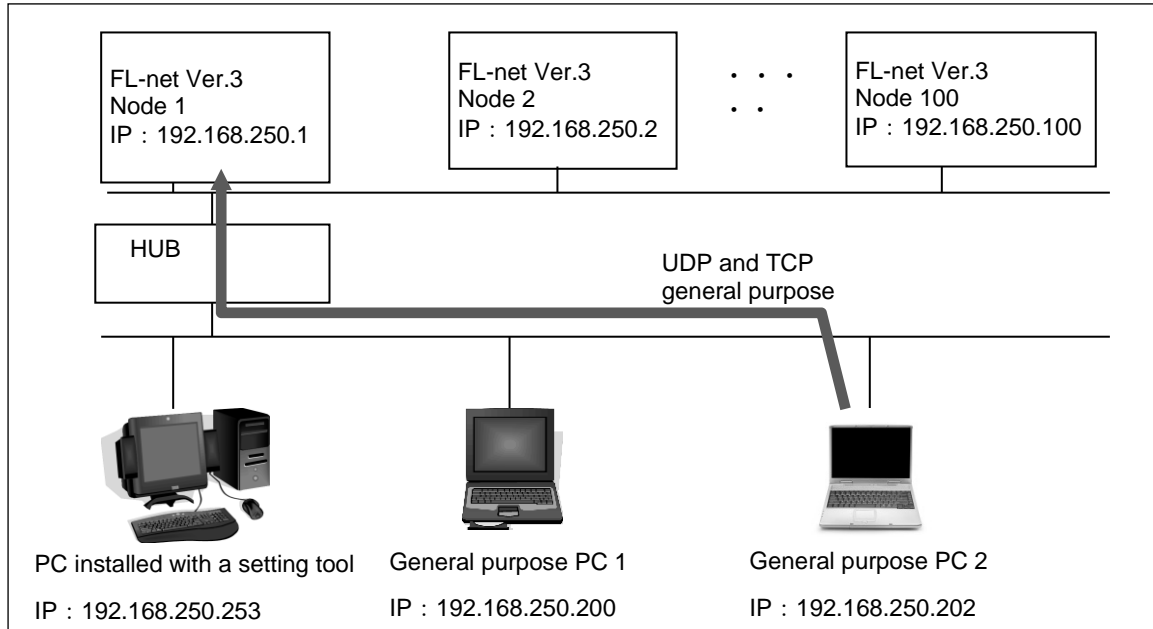 FL-net Ver.3
Node 1
IP：192.168.250.1
FL-net Ver.3
Node 2
IP：192.168.250.2
・ ・ ・
・ ・
FL-net Ver.3
Node 100
IP：192.168.250.100
HUB
UDP and TCP
general purpose
PC installed with a setting tool
IP：192.168.250.253
General purpose PC 1
IP：192.168.250.200
General purpose PC 2
IP：192.168.250.202